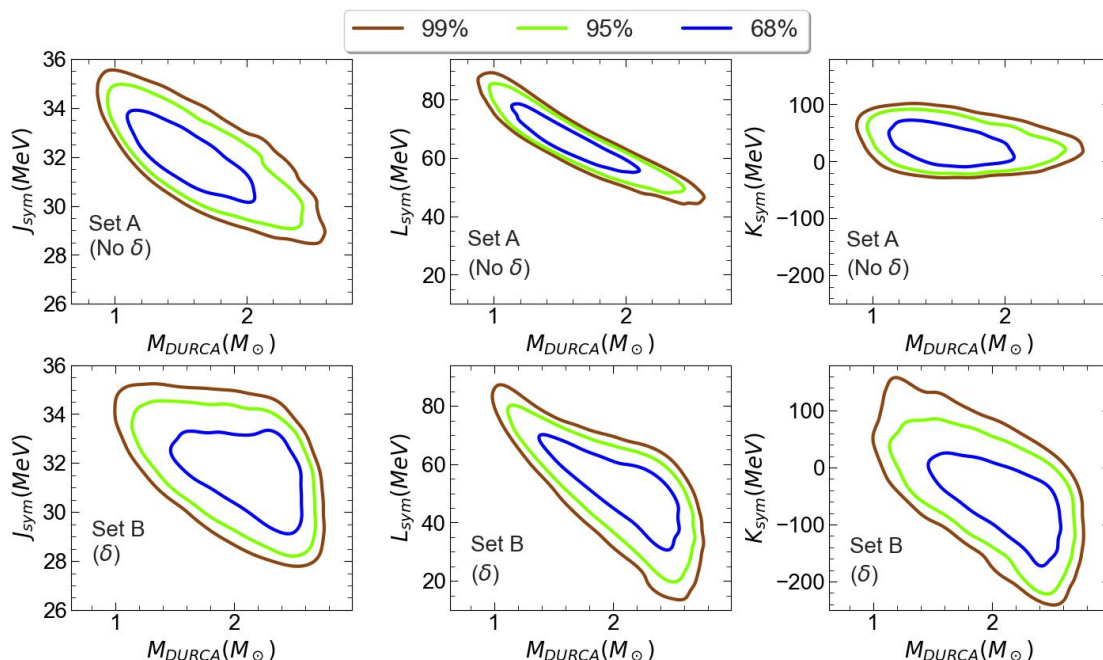 99% 95% 68%
36
34
32
30
28
26
J_sym(MeV)
Set A
(No δ)
1 2
M_DURCA(M_⊙)
80
60
40
20
L_sym(MeV)
Set A
(No δ)
1 2
M_DURCA(M_⊙)
100
0
−100
−200
K_sym(MeV)
Set A
(No δ)
1 2
M_DURCA(M_⊙)
36
34
32
30
28
26
J_sym(MeV)
Set B
(δ)
1 2
M_DURCA(M_⊙)
80
60
40
20
L_sym(MeV)
Set B
(δ)
1 2
M_DURCA(M_⊙)
100
0
−100
−200
K_sym(MeV)
Set B
(δ)
1 2
M_DURCA(M_⊙)